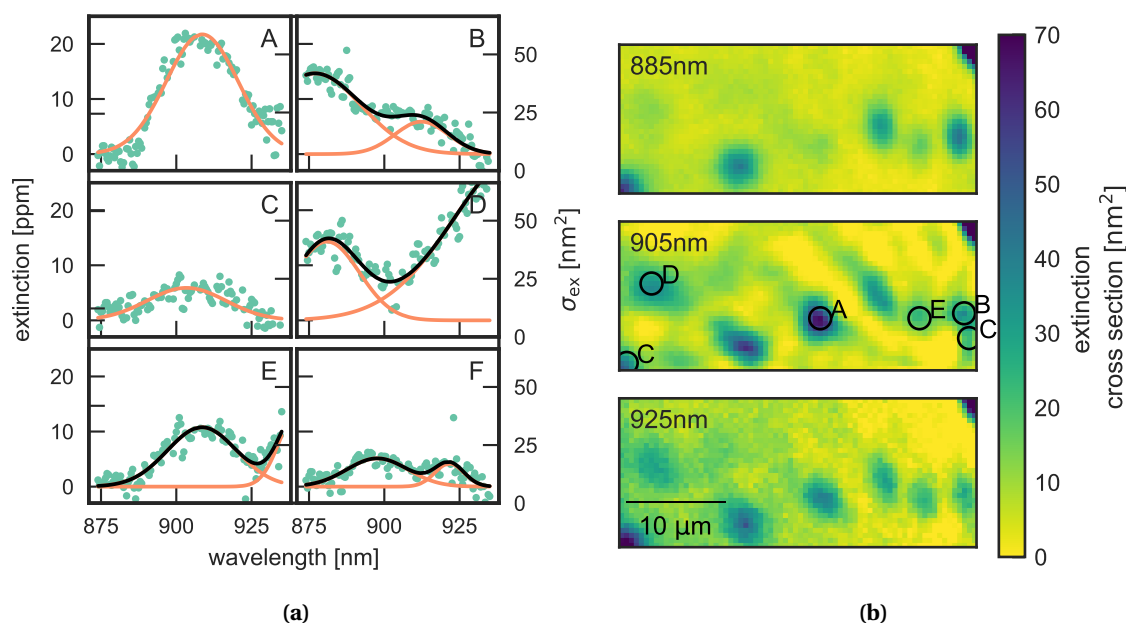 A
B
20
10
0
50
25
0
C
D
20
10
0
50
25
0
E
F
20
10
0
50
25
0
875
900
925
875
900
925
extinction [ppm]
σex [nm²]
wavelength [nm]
(a)
885nm
905nm
D
A
E
B
C
C
925nm
10 μm
70
60
50
40
30
20
10
0
extinction
cross section [nm²]
(b)